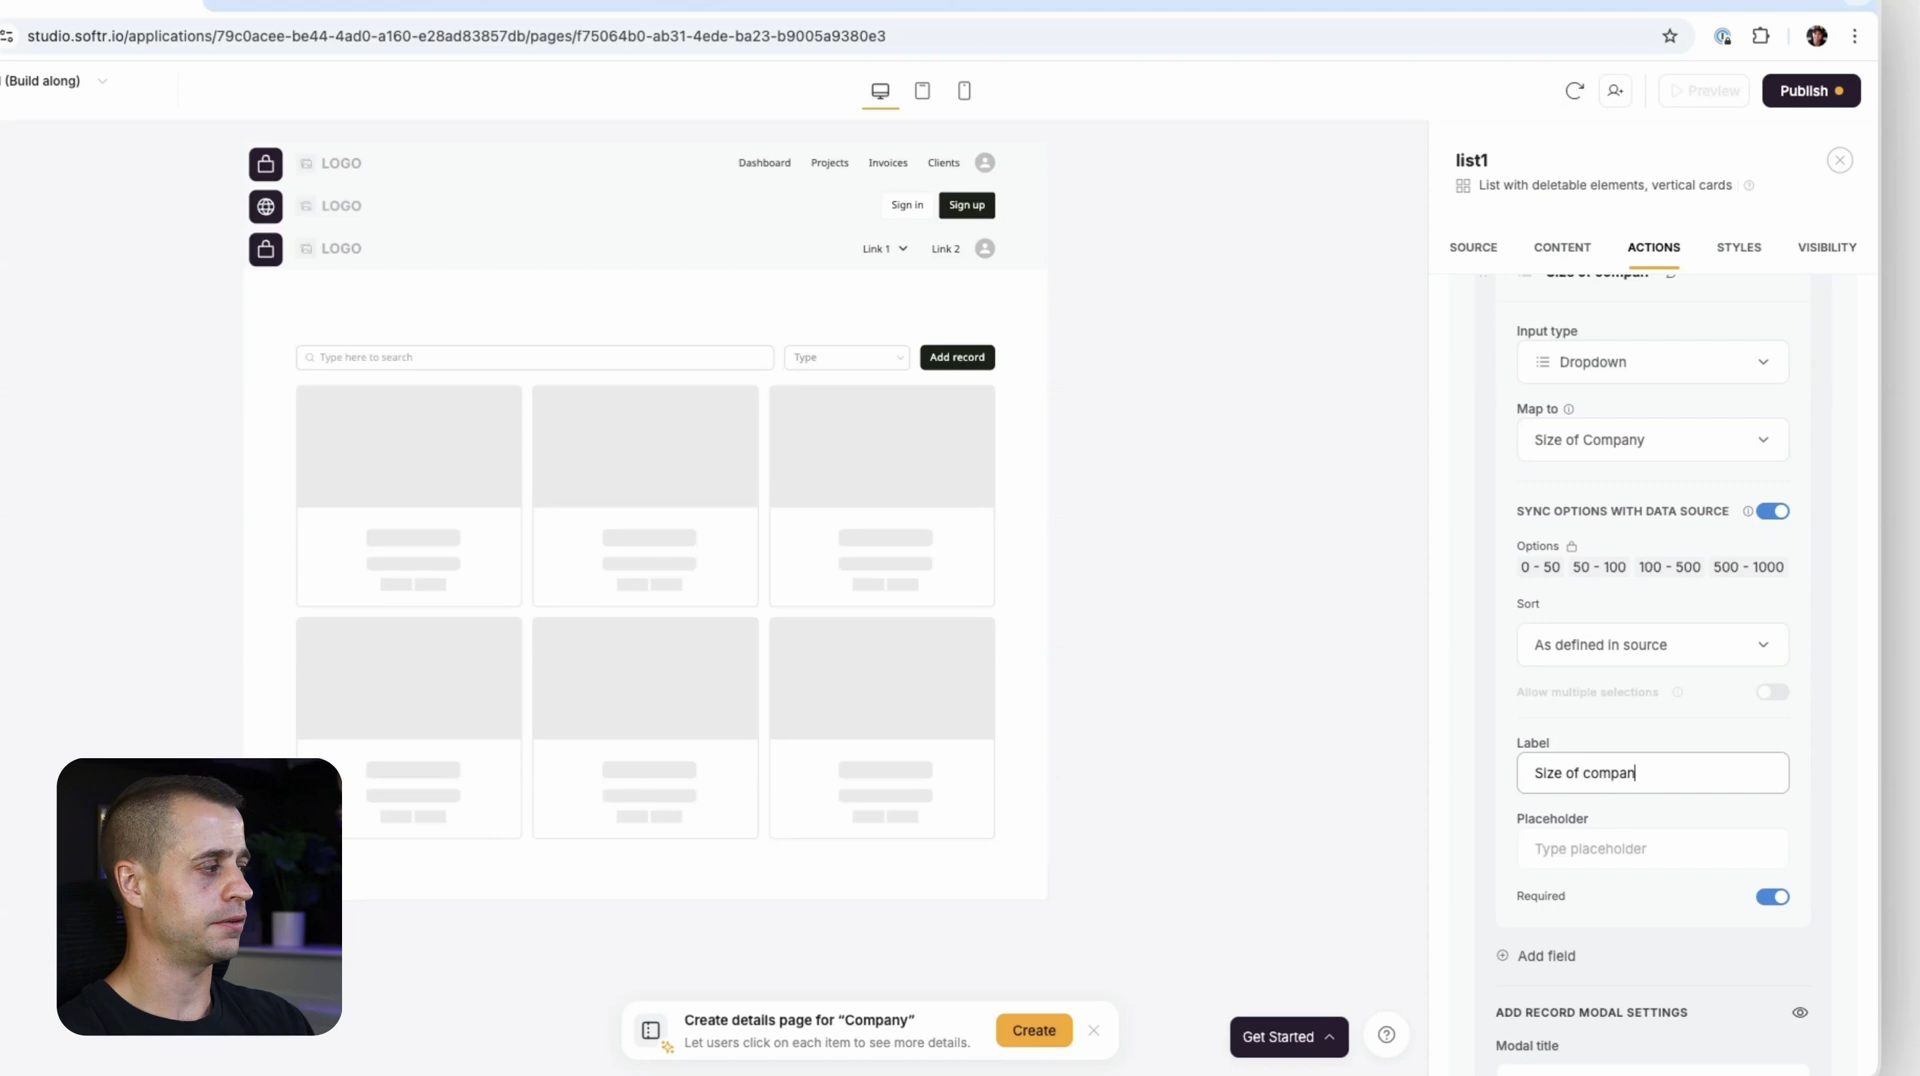 studio.softr.io/applications/79c0acee-be44-4ad0-a160-e28ad83857db/pages/f75064b0-ab31-4ede-ba23-b9005a9380e3
(Build along)
Preview
Publish
LOGO
Dashboard Projects Invoices Clients
LOGO
Sign in Sign up
LOGO
Link 1 Link 2
Type here to search
Type
Add record
Create details page for “Company”
Let users click on each item to see more details.
Create
Get Started
list1
List with deletable elements, vertical cards
SOURCE CONTENT ACTIONS STYLES VISIBILITY
Size of compan
Input type
Dropdown
Map to
Size of Company
SYNC OPTIONS WITH DATA SOURCE
Options
0 - 50 50 - 100 100 - 500 500 - 1000
Sort
As defined in source
Allow multiple selections
Label
Size of compan
Placeholder
Type placeholder
Required
Add field
ADD RECORD MODAL SETTINGS
Modal title